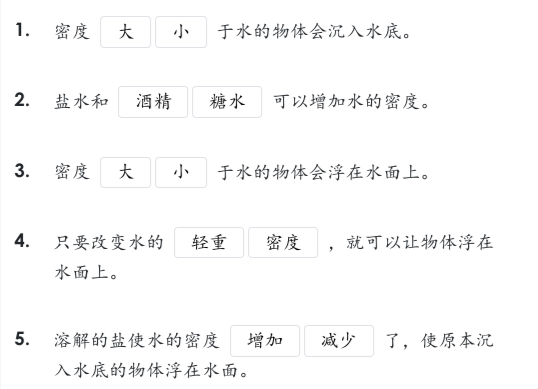 1. 密度 大 小 于水的物体会沉入水底。
2. 盐水和 酒精 糖水 可以增加水的密度。
3. 密度 大 小 于水的物体会浮在水面上。
4. 只要改变水的 轻重 密度 ，就可以让物体浮在
水面上。
5. 溶解的盐使水的密度 增加 减少 了，使原本沉
入水底的物体浮在水面。